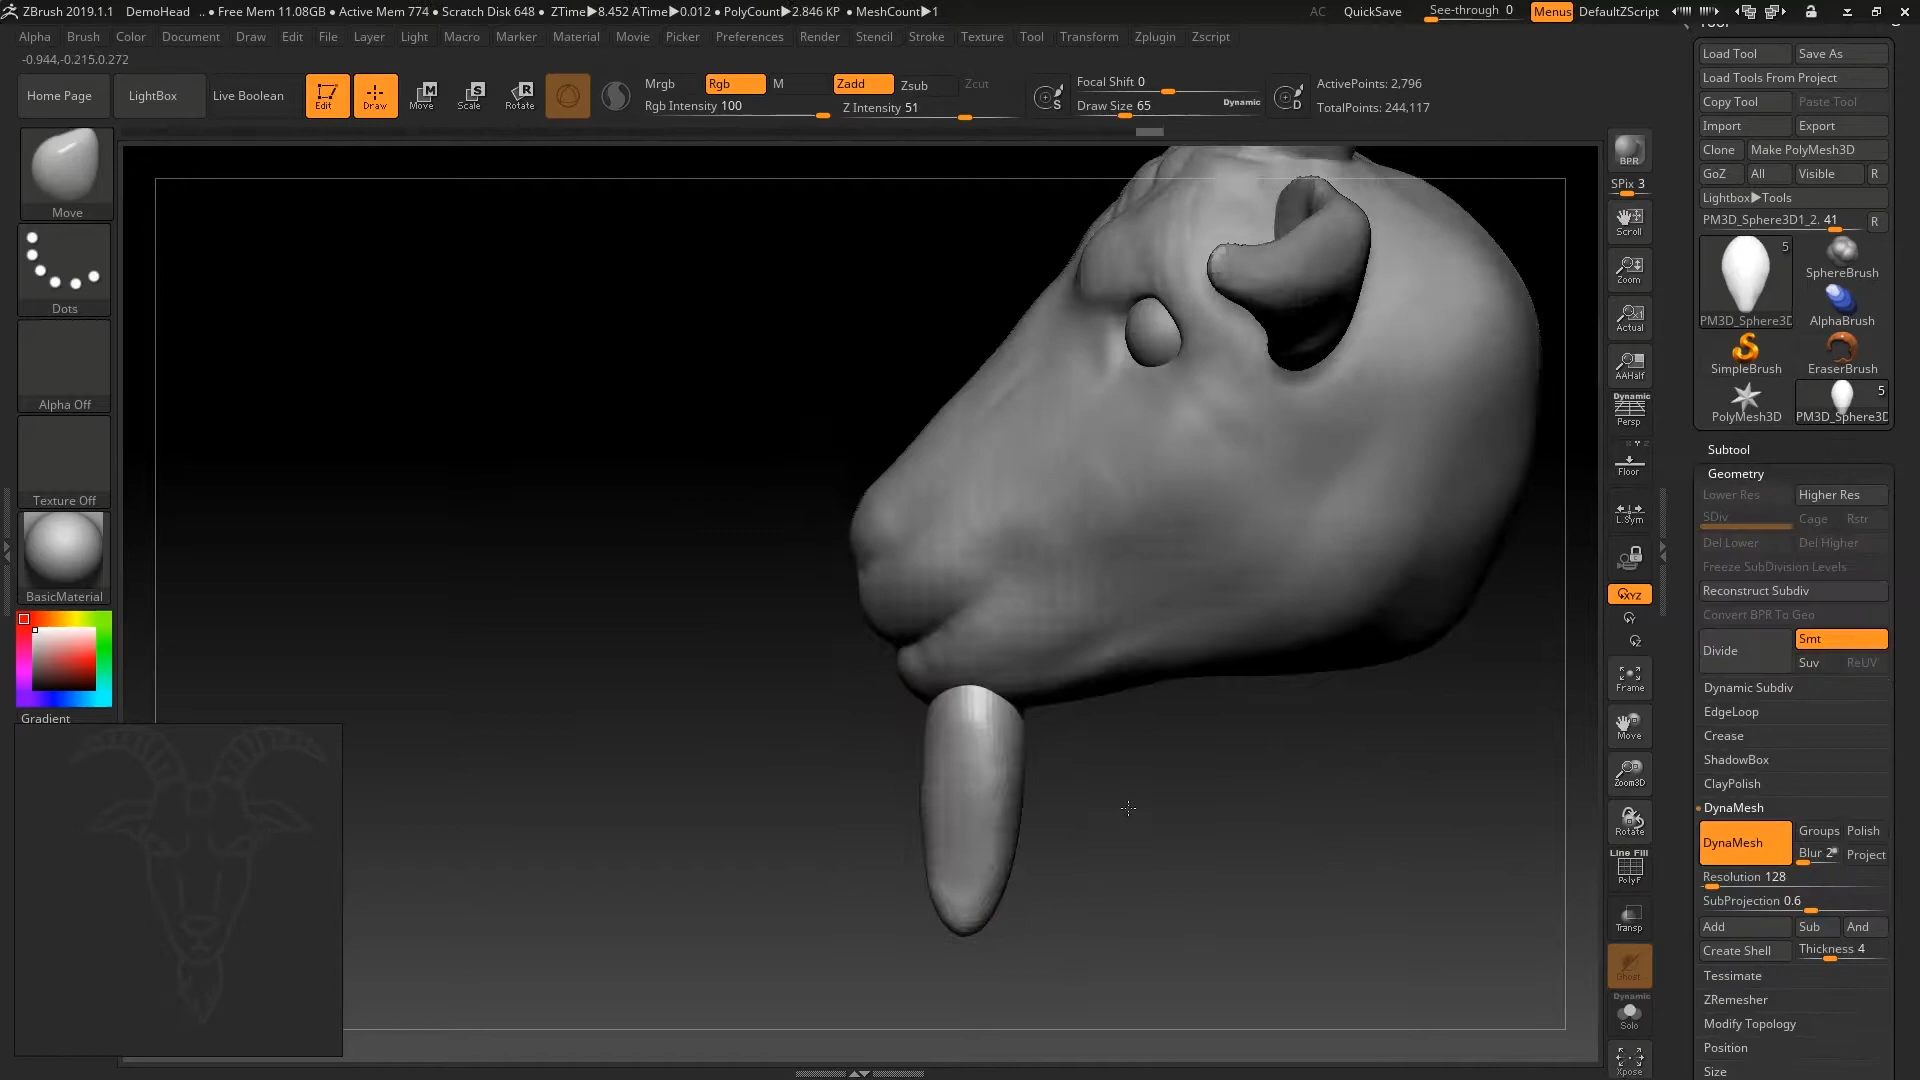 ZBrush 2019.1.1 DemoHead .. • Free Mem 11.08GB • Active Mem 774 • Scratch Disk 648 • ZTime▶8.452 ATime▶0.012 • PolyCount▶2.846 KP • MeshCount▶1 AC QuickSave See-through 0 Menus DefaultZScript
Alpha Brush Color Document Draw Edit File Layer Light Macro Marker Material Movie Picker Preferences Render Stencil Stroke Texture Tool Transform Zplugin Zscript
-0.944,-0.215,0.272
Home Page LightBox Live Boolean Edit Draw Move Scale Rotate
Mrgb Rgb M Zadd Zsub Zcut
Rgb Intensity 100 Z Intensity 51
Focal Shift 0
Draw Size 65 Dynamic
S D
ActivePoints: 2,796
TotalPoints: 244,117
Move
Dots
Alpha Off
Texture Off
BasicMaterial
Gradient
BPR
SPix 3
Scroll
Zoom
Actual
AAHalf
Dynamic
Persp
Floor
L.Sym
XYZ
Y
Z
Frame
Move
Zoom3D
Rotate
Line Fill
PolyF
Transp
Ghost
Dynamic
Solo
Xpose
Tool
Load Tool Save As
Load Tools From Project
Copy Tool Paste Tool
Import Export
Clone Make PolyMesh3D
GoZ All Visible R
Lightbox▶Tools
PM3D_Sphere3D1_2. 41 R
5
SphereBrush
PM3D_Sphere3D AlphaBrush
SimpleBrush EraserBrush
5
PolyMesh3D PM3D_Sphere3D
Subtool
Geometry
Lower Res Higher Res
SDiv Cage Rstr
Del Lower Del Higher
Freeze SubDivision Levels
Reconstruct Subdiv
Convert BPR To Geo
Divide Smt
Suv ReUV
Dynamic Subdiv
EdgeLoop
Crease
ShadowBox
ClayPolish
DynaMesh
DynaMesh Groups Polish
Blur 2 Project
Resolution 128
SubProjection 0.6
Add Sub And
Create Shell Thickness 4
Tessimate
ZRemesher
Modify Topology
Position
Size